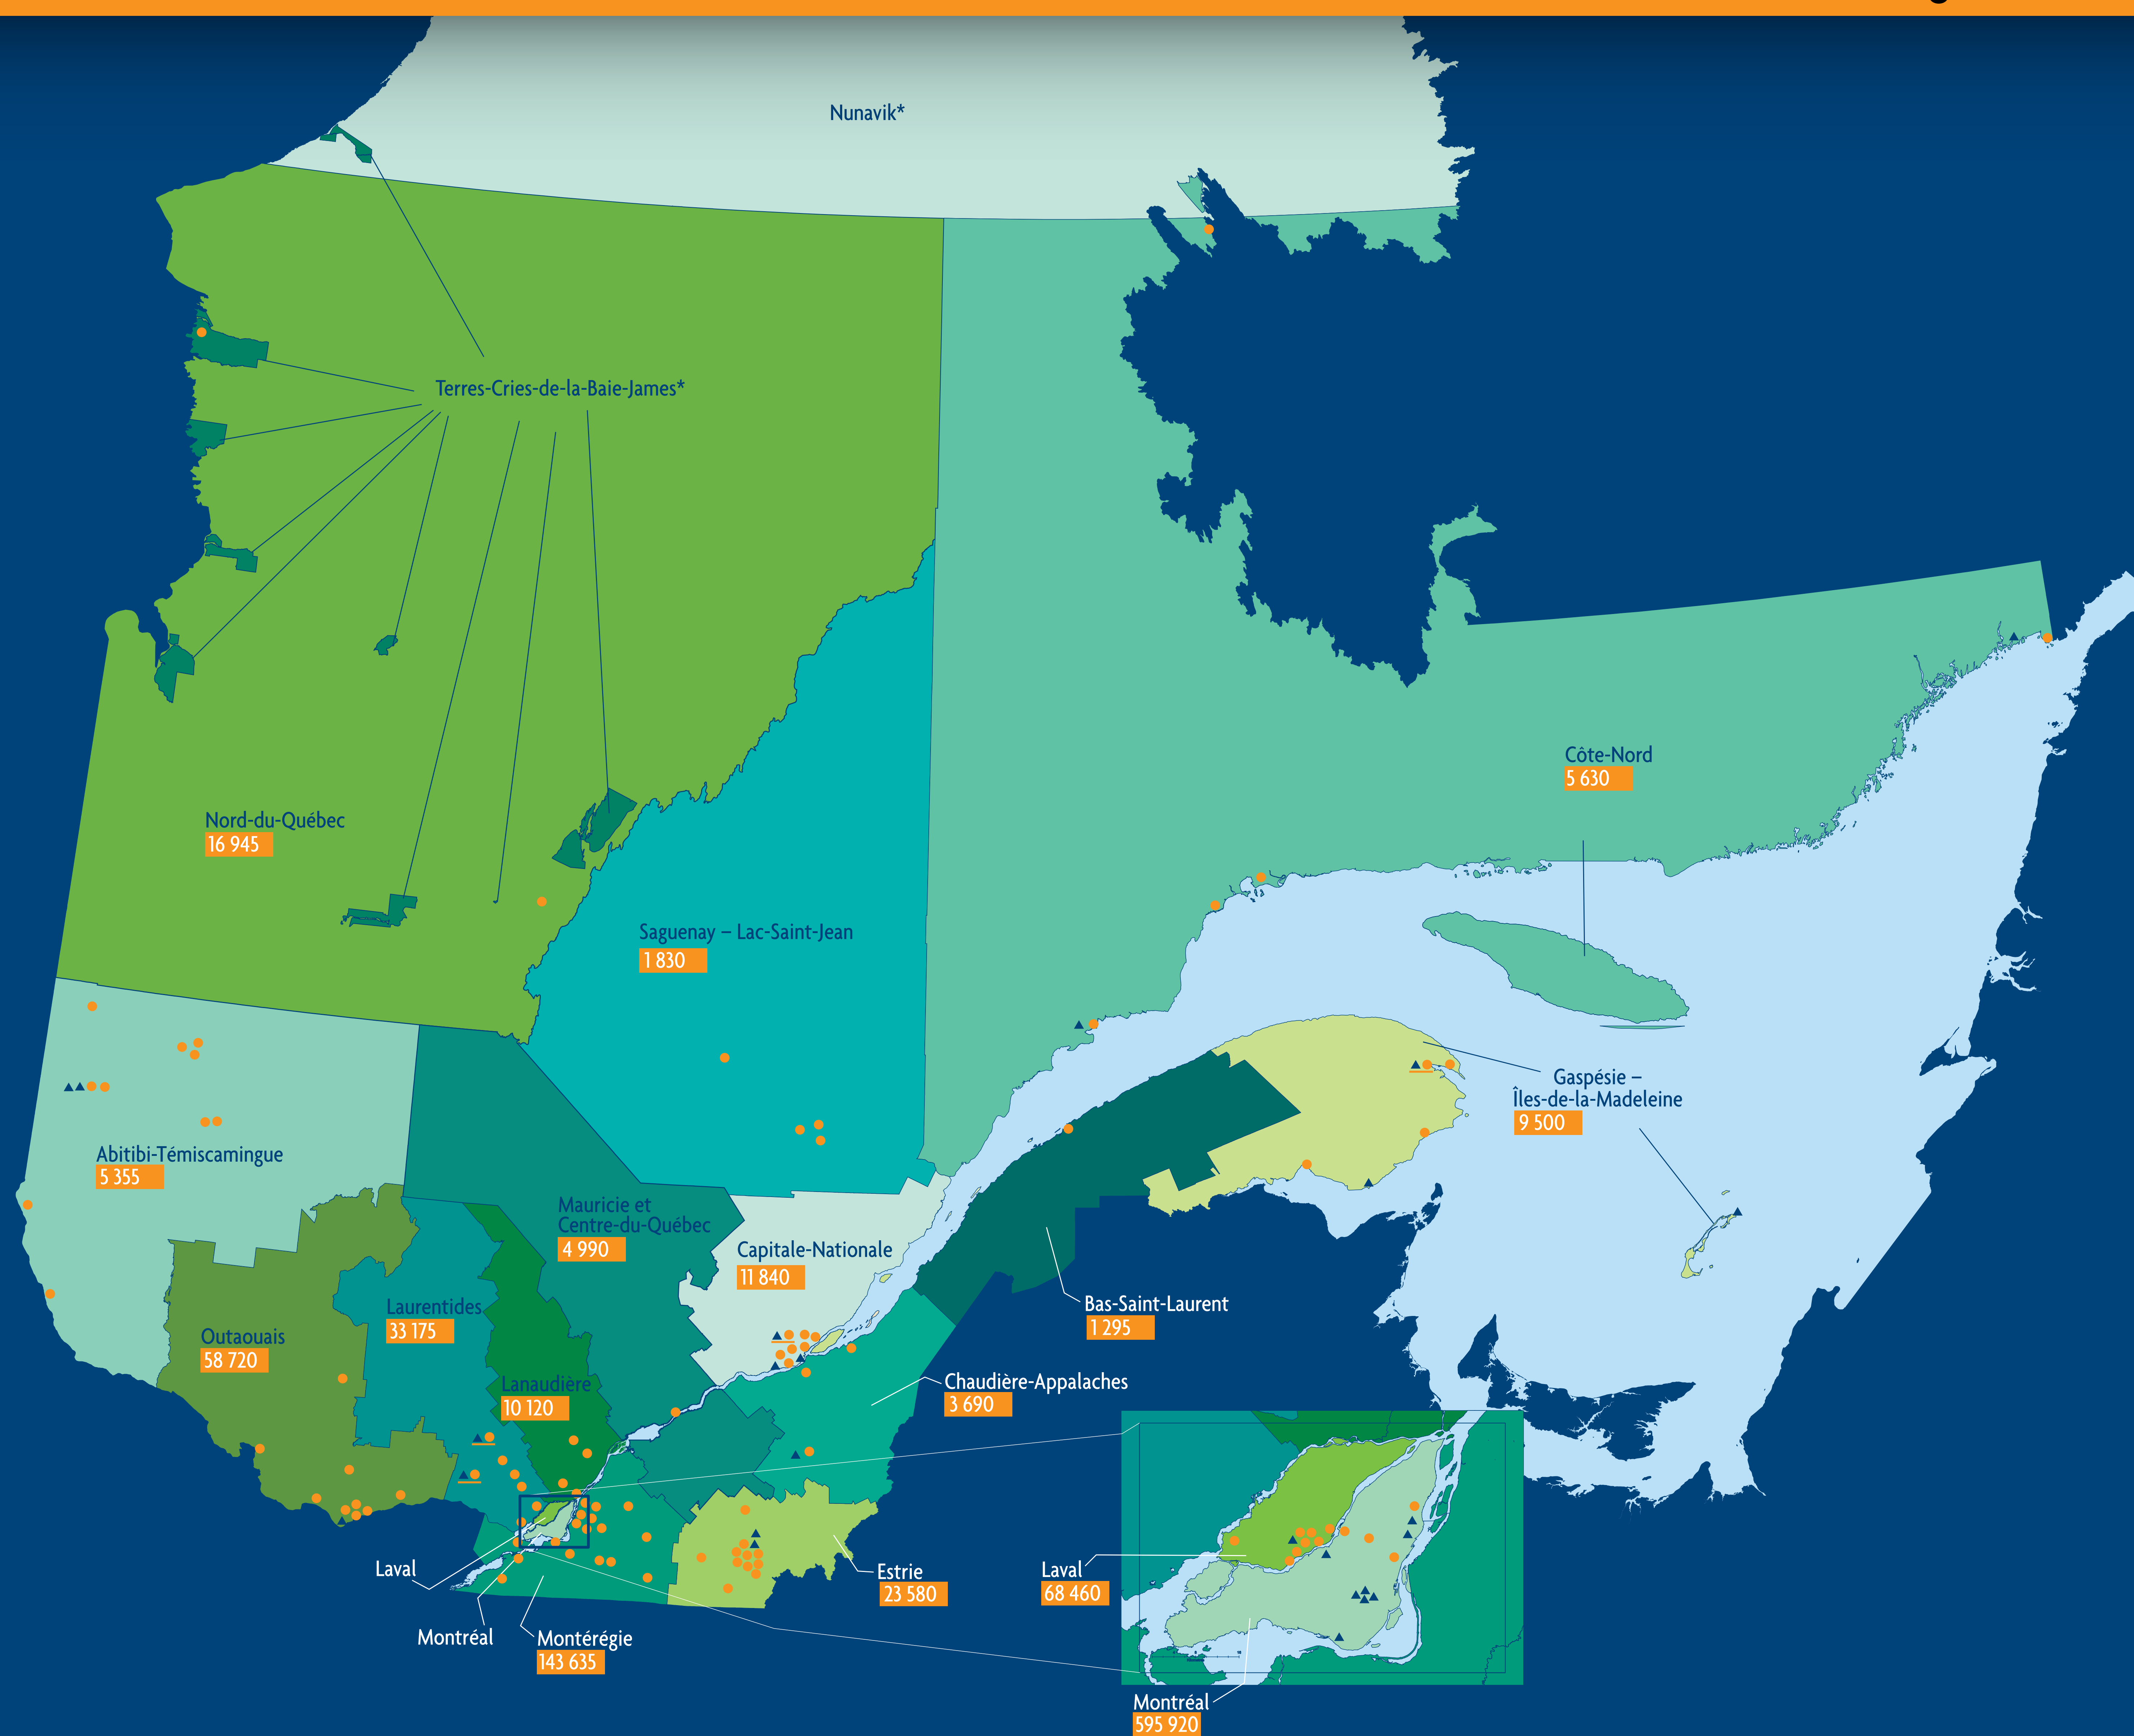 Nunavik*
Terres-Cries-de-la-Baie-James*
Côte-Nord
5 630
Nord-du-Québec
16 945
Saguenay – Lac-Saint-Jean
1 830
Gaspésie –
Îles-de-la-Madeleine
9 500
Abitibi-Témiscamingue
5 355
Mauricie et
Centre-du-Québec
4 990
Capitale-Nationale
11 840
Bas-Saint-Laurent
1 295
Laurentides
33 175
Outaouais
58 720
Lanaudière
10 120
Chaudière-Appalaches
3 690
Laval
Estrie
23 580
Laval
68 460
Montréal
Montérégie
143 635
Montréal
595 920